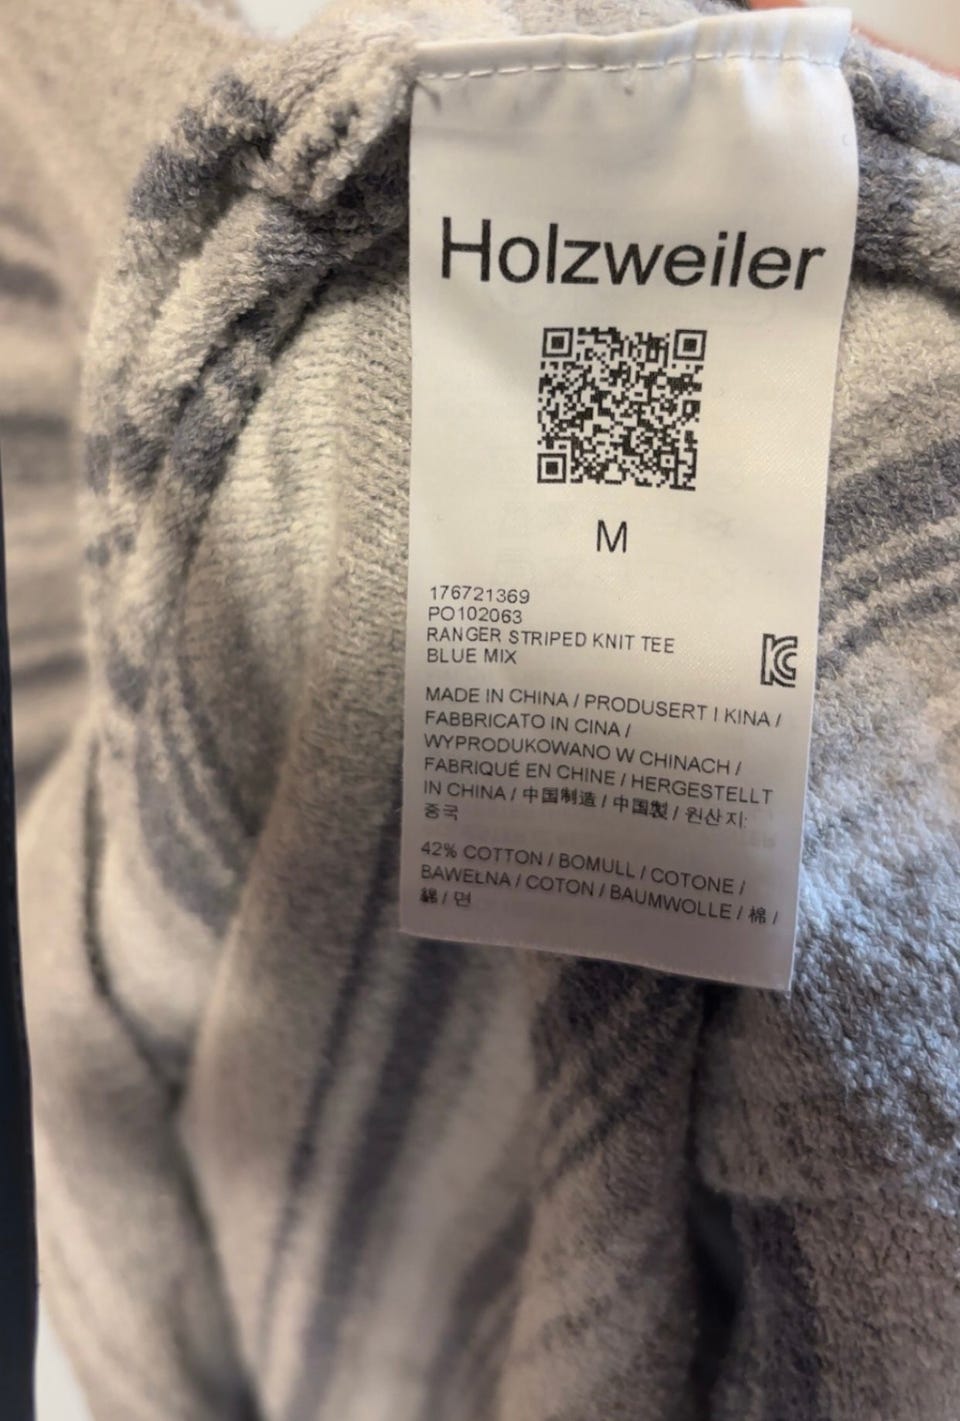 Holzweiler
M
176721369
PO102063
RANGER STRIPED KNIT TEE
BLUE MIX
KC
MADE IN CHINA / PRODUSERT I KINA /
FABBRICATO IN CINA /
WYPRODUKOWANO W CHINACH /
FABRIQUÉ EN CHINE / HERGESTELLT
IN CHINA / 中国制造 / 中国製 / 원산지:
중국
42% COTTON / BOMULL / COTONE /
BAWEŁNA / COTON / BAUMWOLLE / 棉 /
綿 / 면